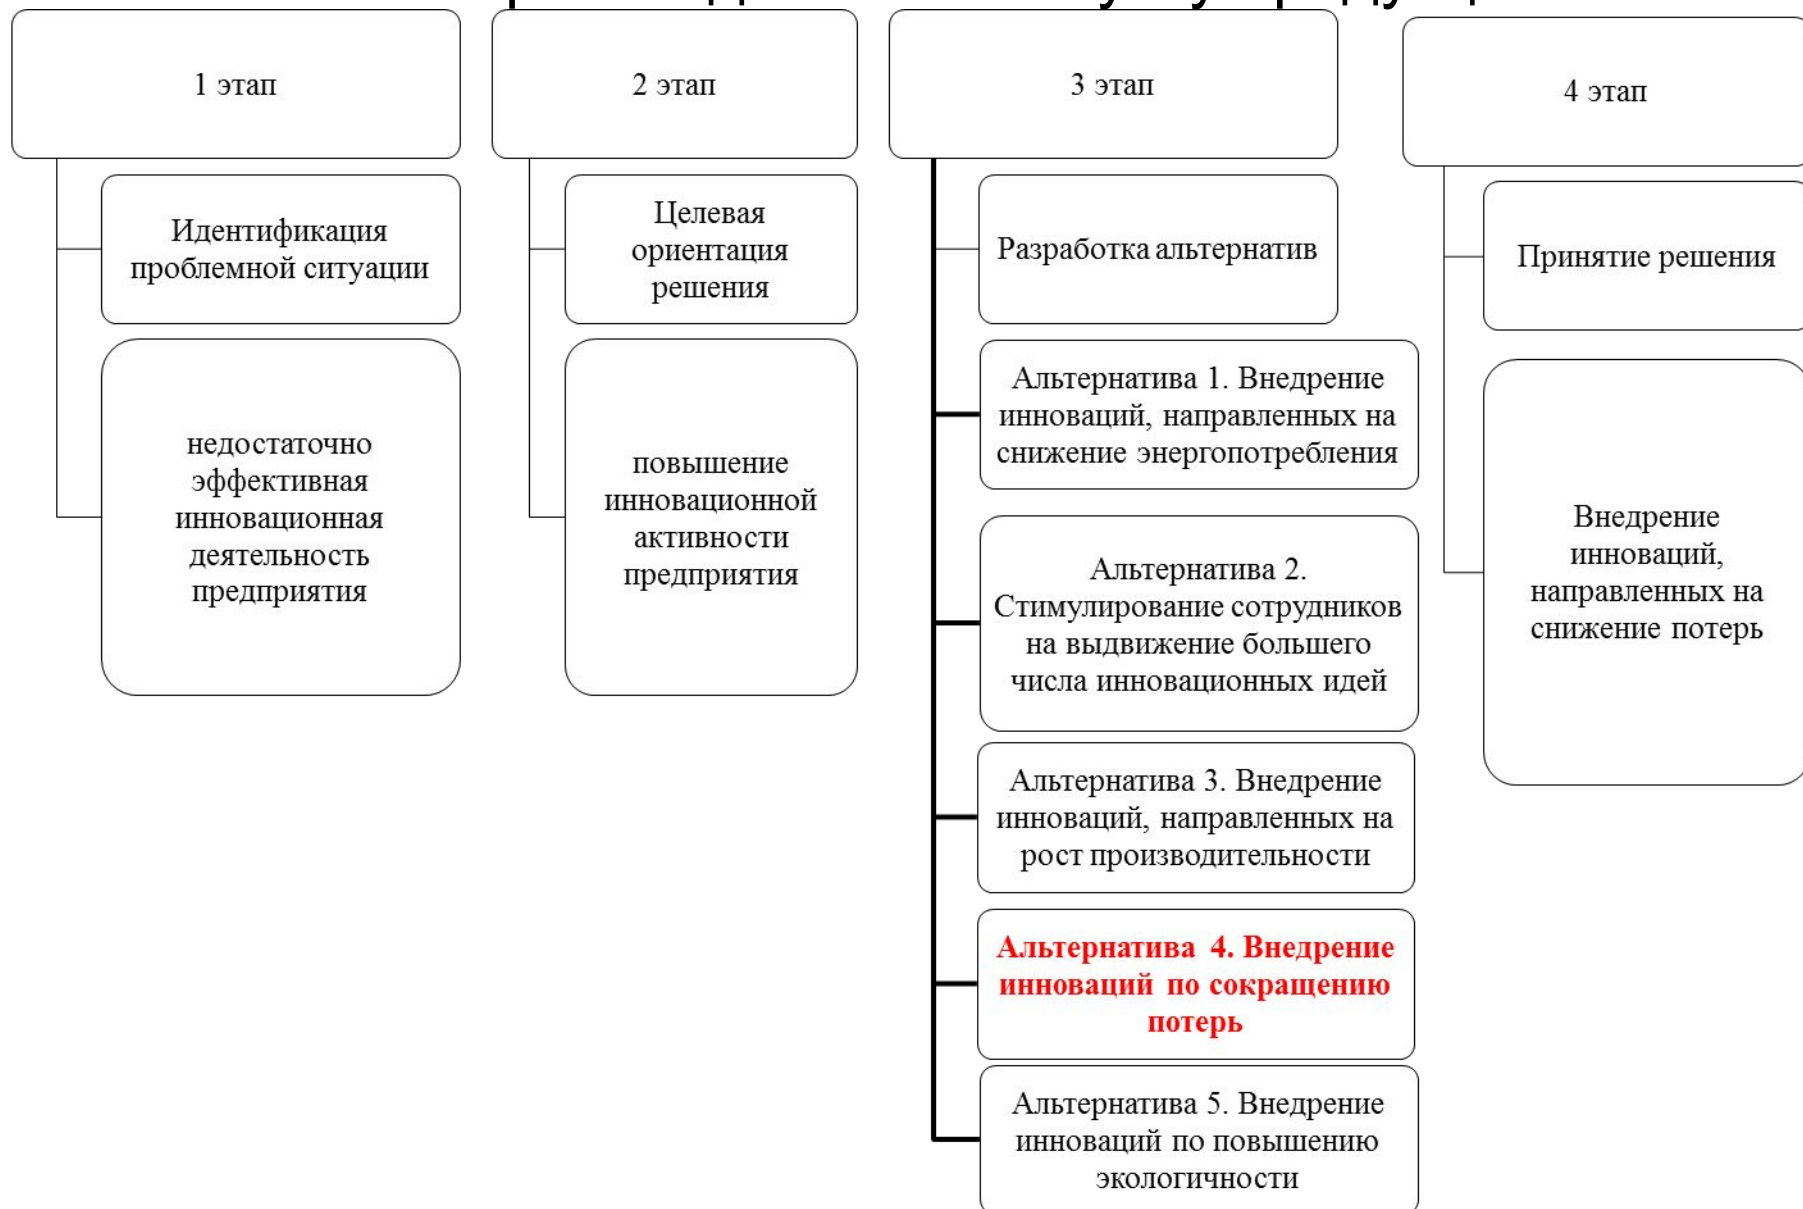 1 этап
Идентификация
проблемной ситуации
недостаточно
эффективная
инновационная
деятельность
предприятия
2 этап
Целевая
ориентация
решения
повышение
инновационной
активности
предприятия
3 этап
Разработка альтернатив
Альтернатива 1. Внедрение
инноваций, направленных на
снижение энергопотребления
Альтернатива 2.
Стимулирование сотрудников
на выдвижение большего
числа инновационных идей
Альтернатива 3. Внедрение
инноваций, направленных на
рост производительности
Альтернатива 4. Внедрение
инноваций по сокращению
потерь
Альтернатива 5. Внедрение
инноваций по повышению
экологичности
4 этап
Принятие решения
Внедрение
инноваций,
направленных на
снижение потерь